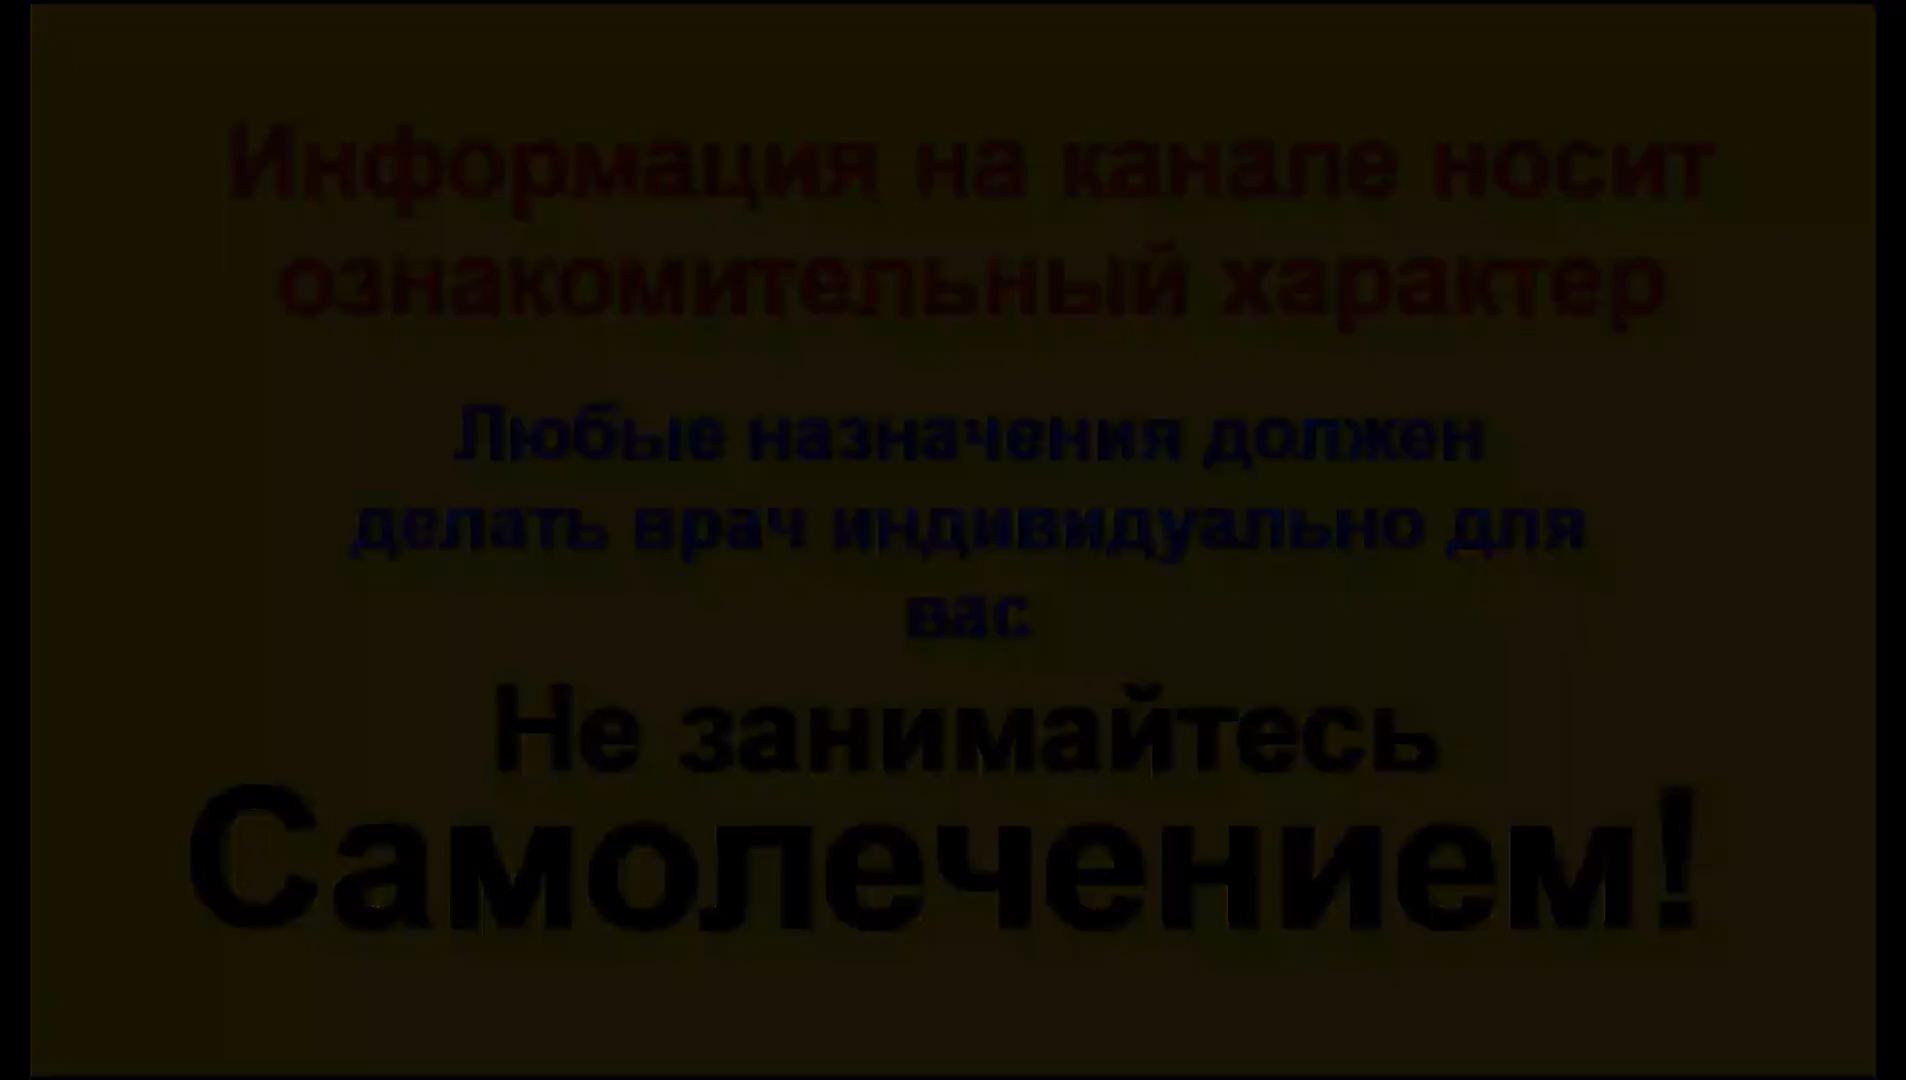 Информация на канале носит
ознакомительный характер
Любые назначения должен
делать врач индивидуально для
вас
Не занимайтесь
Самолечением!